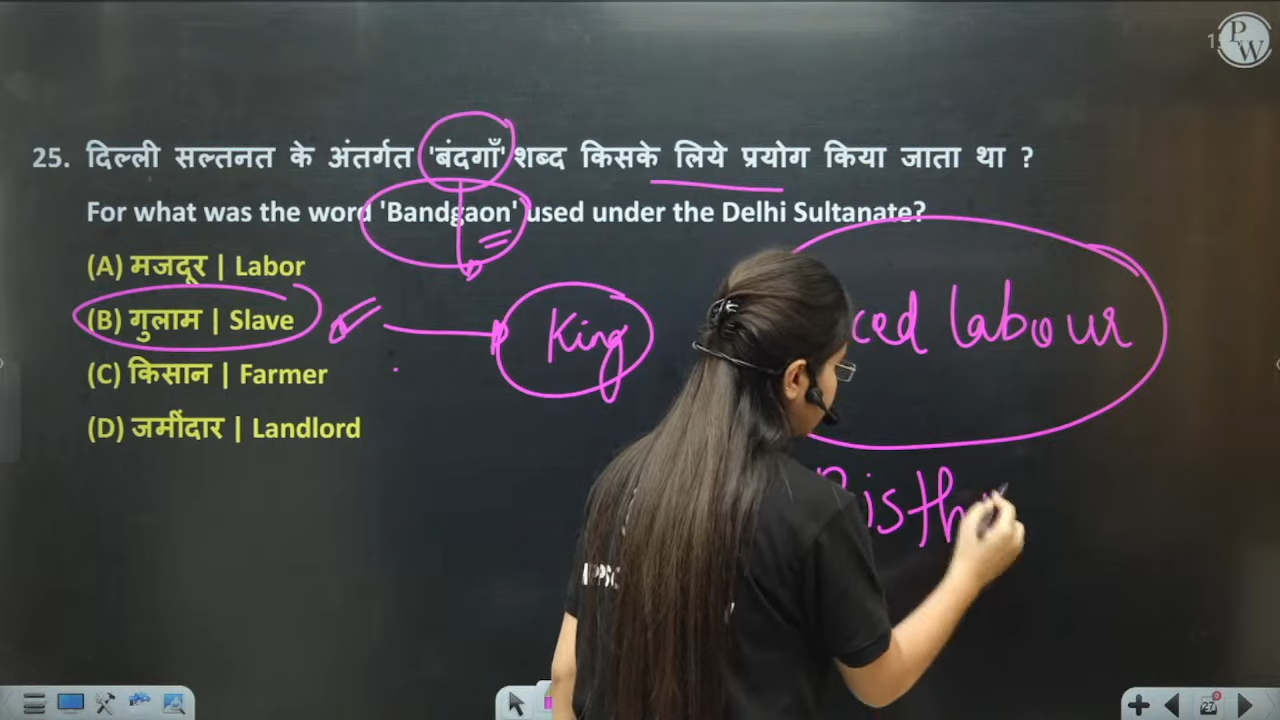 PW
25. दिल्ली सल्तनत के अंतर्गत 'बंदगाँ' शब्द किसके लिये प्रयोग किया जाता था ?
For what was the word 'Bandgaon' used under the Delhi Sultanate?
(A) मजदूर | Labor
(B) गुलाम | Slave
(C) किसान | Farmer
(D) जमींदार | Landlord
King
ced labour
27